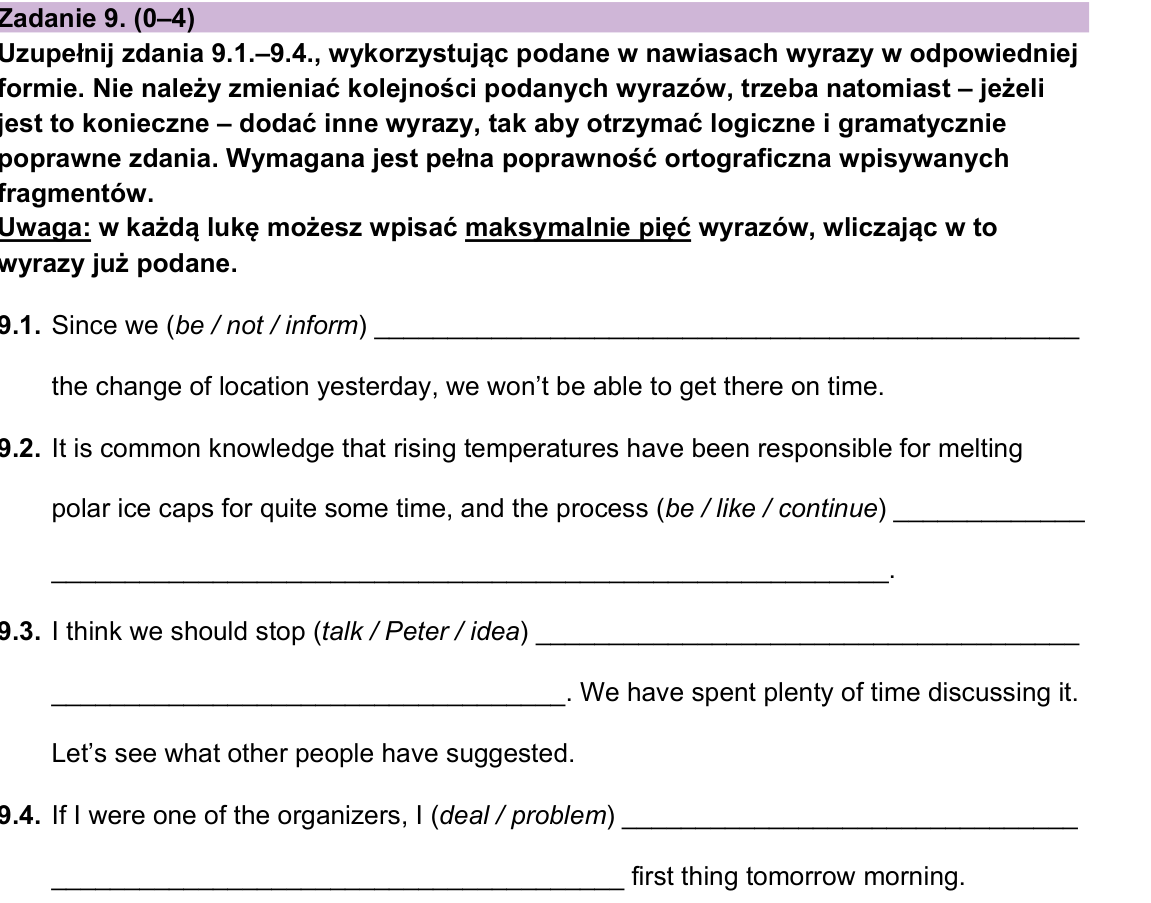 Zadanie 9. (0–4)
Uzupełnij zdania 9.1.–9.4., wykorzystując podane w nawiasach wyrazy w odpowiedniej
formie. Nie należy zmieniać kolejności podanych wyrazów, trzeba natomiast – jeżeli
jest to konieczne – dodać inne wyrazy, tak aby otrzymać logiczne i gramatycznie
poprawne zdania. Wymagana jest pełna poprawność ortograficzna wpisywanych
fragmentów.
Uwaga: w każdą lukę możesz wpisać maksymalnie pięć wyrazów, wliczając w to
wyrazy już podane.
9.1. Since we (be / not / inform) ________________________________________________
the change of location yesterday, we won’t be able to get there on time.
9.2. It is common knowledge that rising temperatures have been responsible for melting
polar ice caps for quite some time, and the process (be / like / continue) _____________
_________________________________________________________.
9.3. I think we should stop (talk / Peter / idea) _____________________________________
___________________________________. We have spent plenty of time discussing it.
Let’s see what other people have suggested.
9.4. If I were one of the organizers, I (deal / problem) _______________________________
_______________________________________ first thing tomorrow morning.